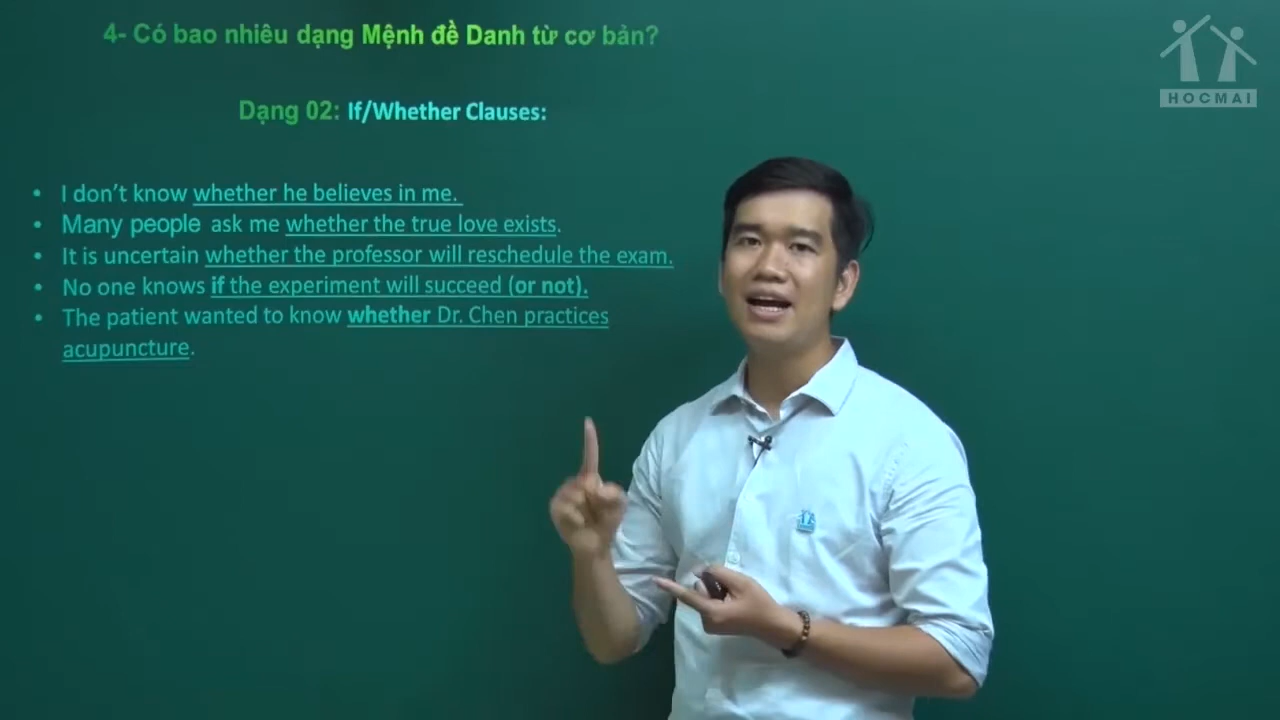 4- Có bao nhiêu dạng Mệnh đề Danh từ cơ bản?
HOCMAI
Dạng 02: If/Whether Clauses:
• I don't know whether he believes in me.
• Many people ask me whether the true love exists.
• It is uncertain whether the professor will reschedule the exam.
• No one knows if the experiment will succeed (or not).
• The patient wanted to know whether Dr. Chen practices
acupuncture.